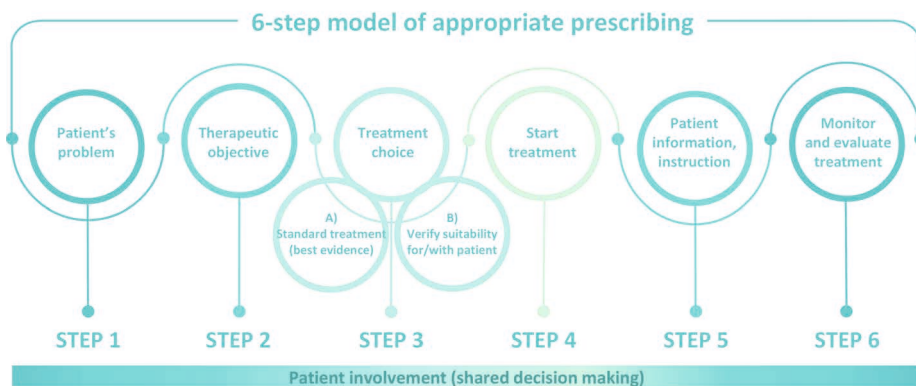 6-step model of appropriate prescribing
Patient's
problem
Therapeutic
objective
Treatment
choice
A)
Standard treatment
(best evidence)
B)
Verify suitability
for/with patient
Start
treatment
Patient
information,
instruction
Monitor
and evaluate
treatment
STEP 1
STEP 2
STEP 3
STEP 4
STEP 5
STEP 6
Patient involvement (shared decision making)